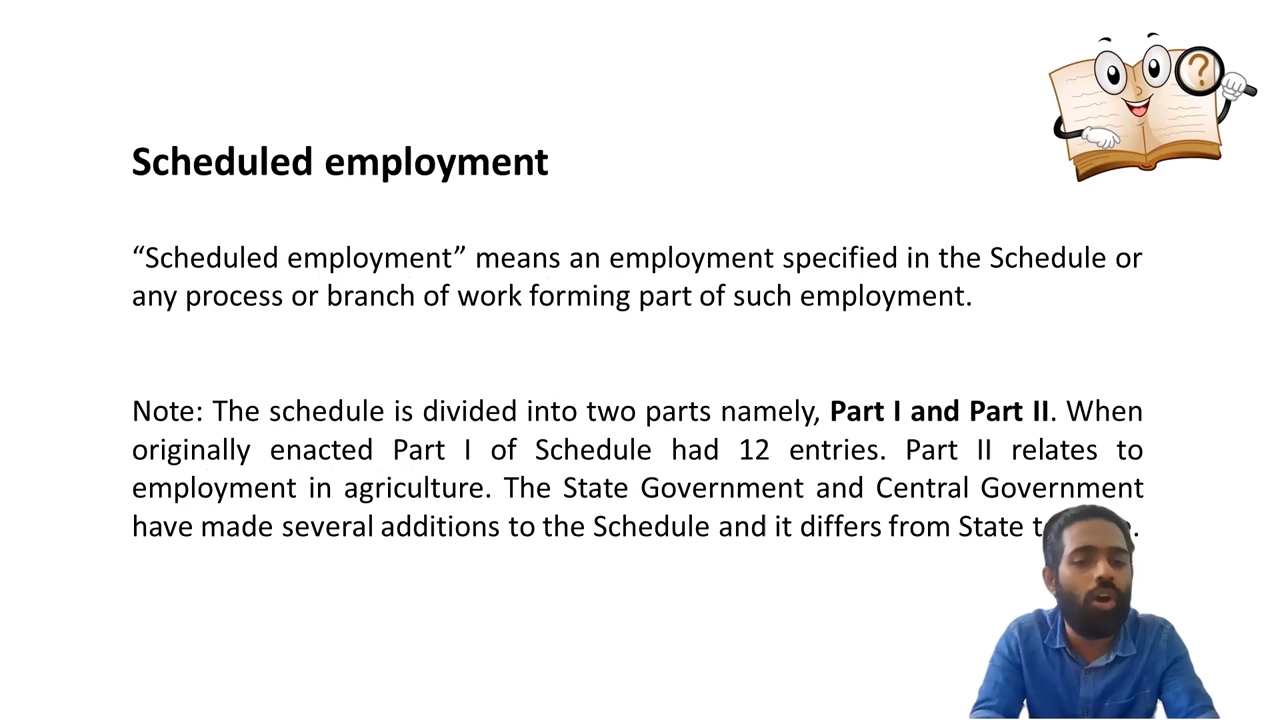 ?
Scheduled employment
“Scheduled employment” means an employment specified in the Schedule or
any process or branch of work forming part of such employment.
Note: The schedule is divided into two parts namely, Part I and Part II. When
originally enacted Part I of Schedule had 12 entries. Part II relates to
employment in agriculture. The State Government and Central Government
have made several additions to the Schedule and it differs from State